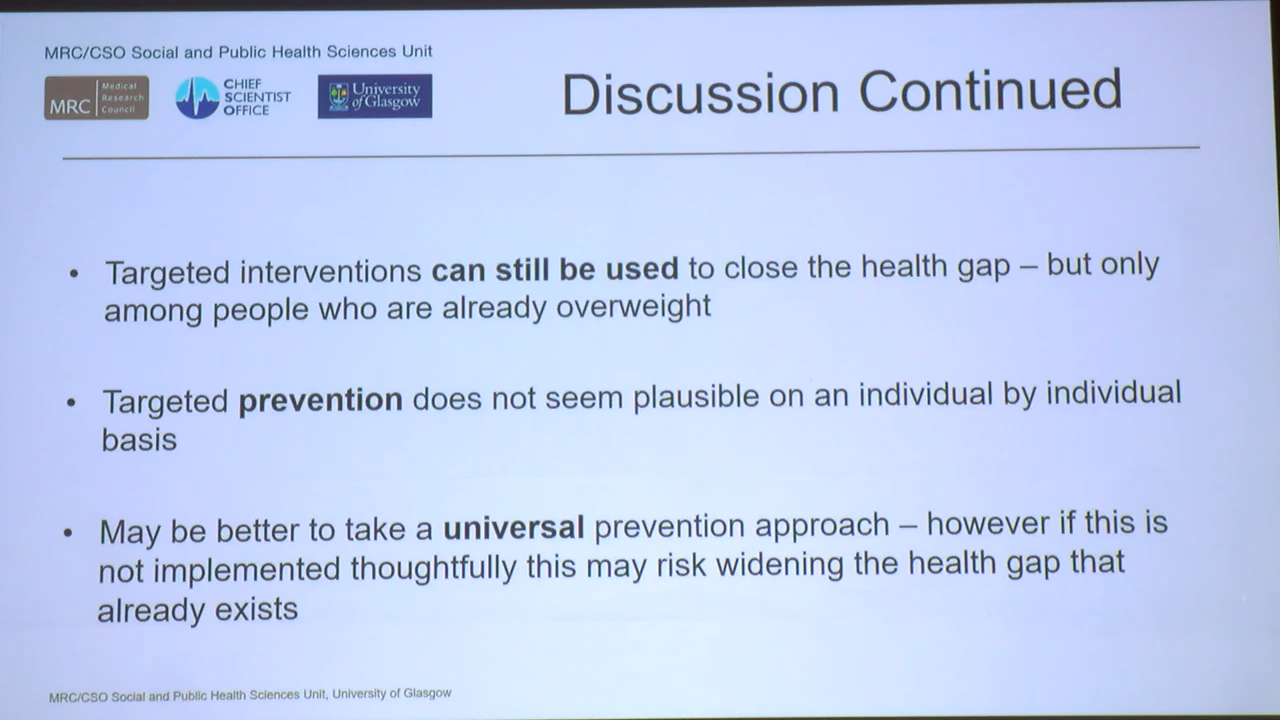 MRC/CSO Social and Public Health Sciences Unit
MRC
Medical
Research
Council
CHIEF
SCIENTIST
OFFICE
University
of Glasgow
Discussion Continued
• Targeted interventions can still be used to close the health gap – but only
among people who are already overweight
• Targeted prevention does not seem plausible on an individual by individual
basis
• May be better to take a universal prevention approach – however if this is
not implemented thoughtfully this may risk widening the health gap that
already exists
MRC/CSO Social and Public Health Sciences Unit, University of Glasgow